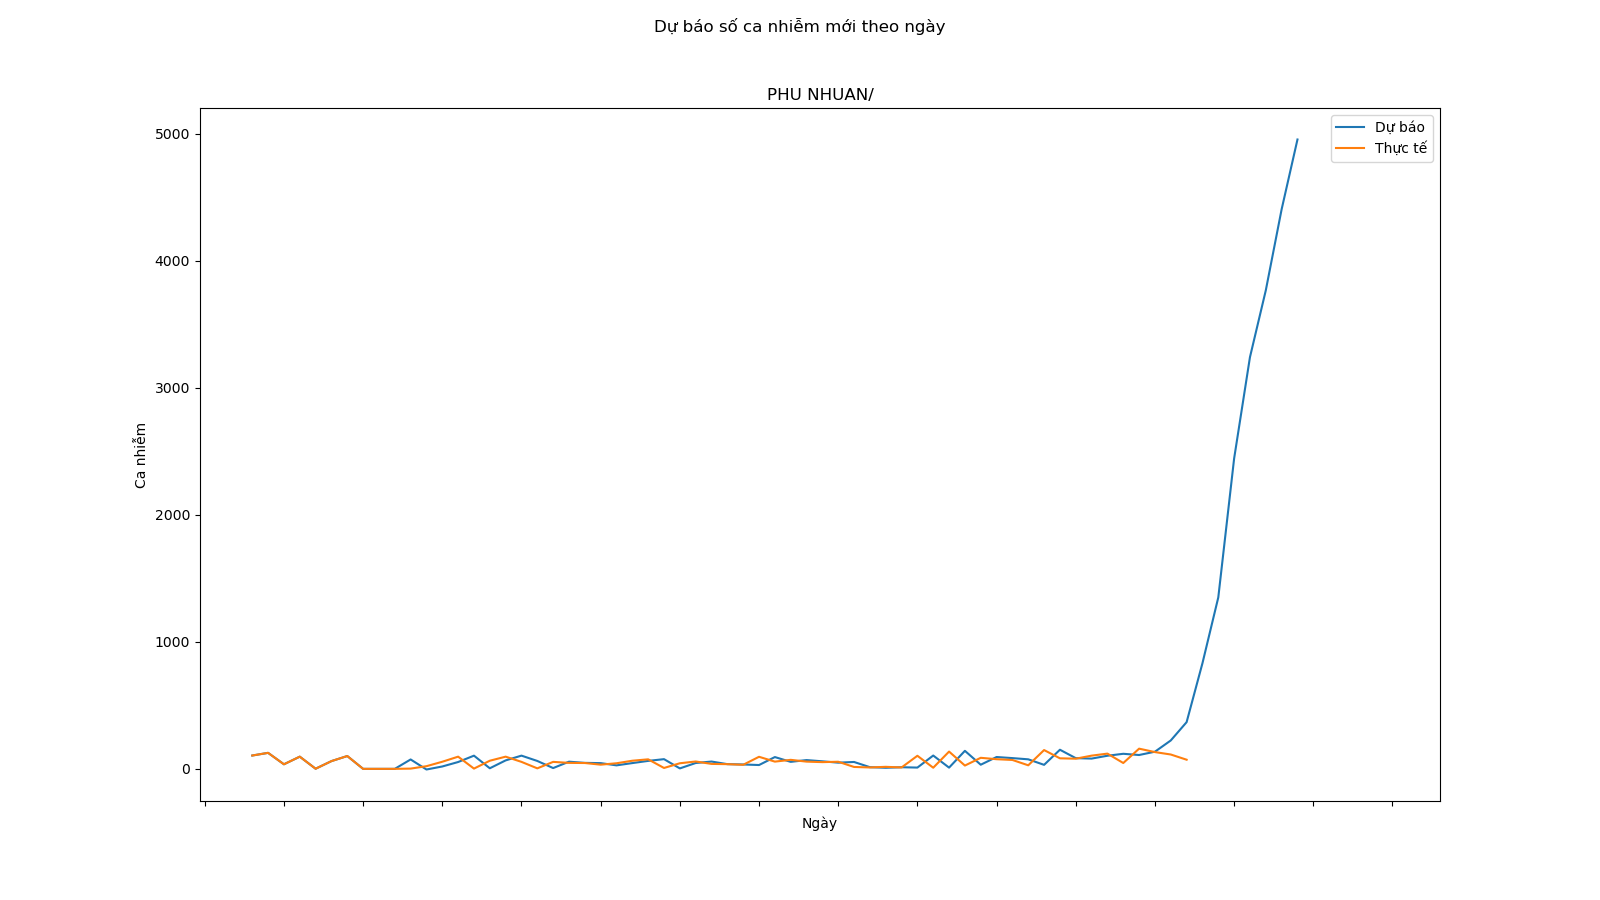 Dự báo số ca nhiễm mới theo ngày
PHU NHUAN/
Dự báo
Thực tế
5000
4000
3000
2000
1000
0
Ca nhiễm
Ngày